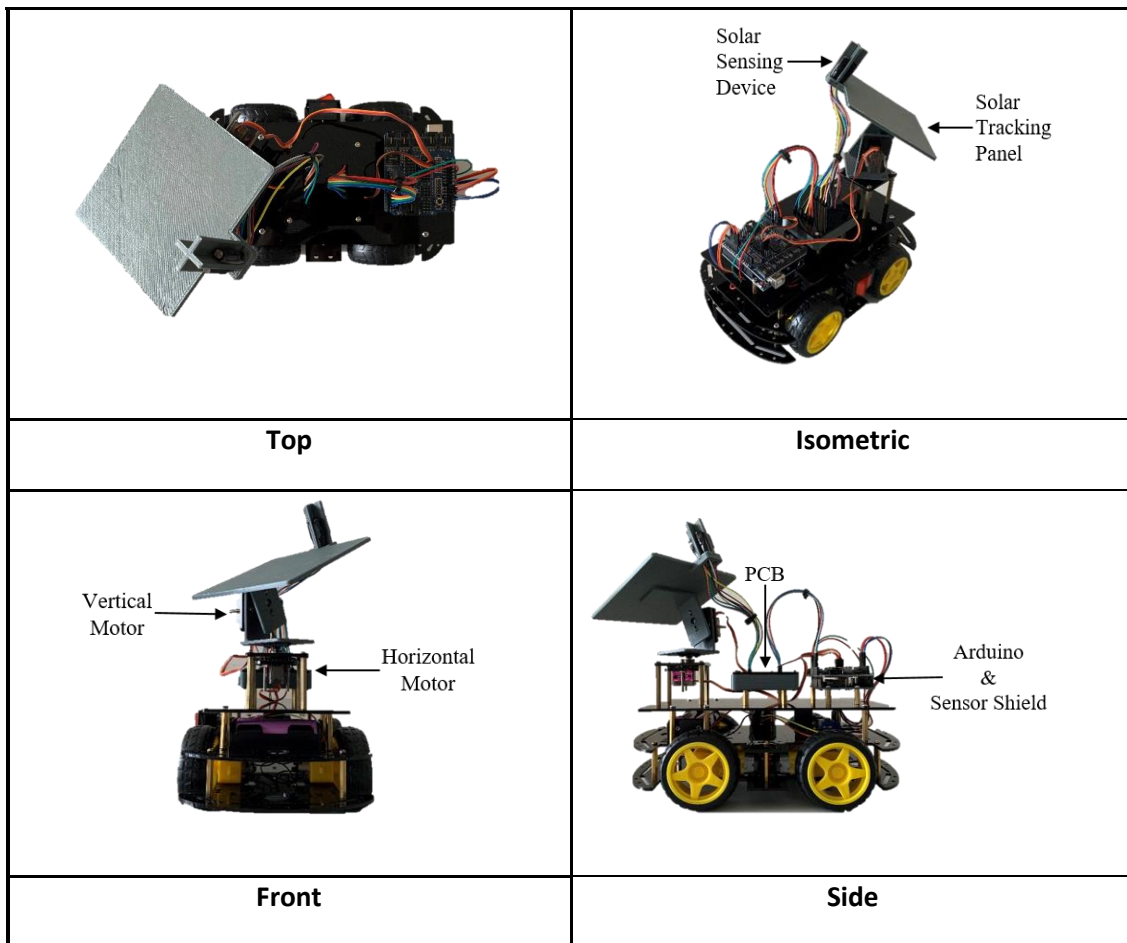 Solar
Sensing
Device
Solar
Tracking
Panel
Top
Isometric
Vertical
Motor
Horizontal
Motor
PCB
Arduino
&
Sensor Shield
Front
Side